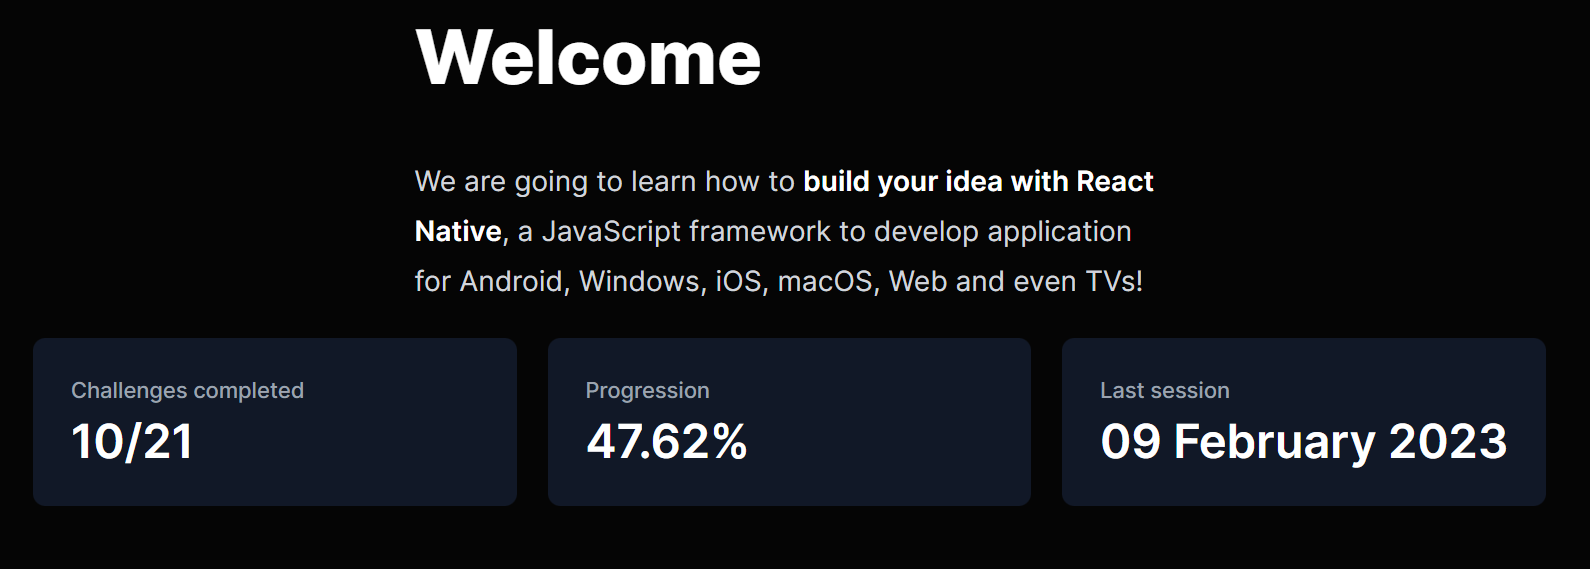 Welcome
We are going to learn how to build your idea with React
Native, a JavaScript framework to develop application
for Android, Windows, iOS, macOS, Web and even TVs!
Challenges completed
10/21
Progression
47.62%
Last session
09 February 2023